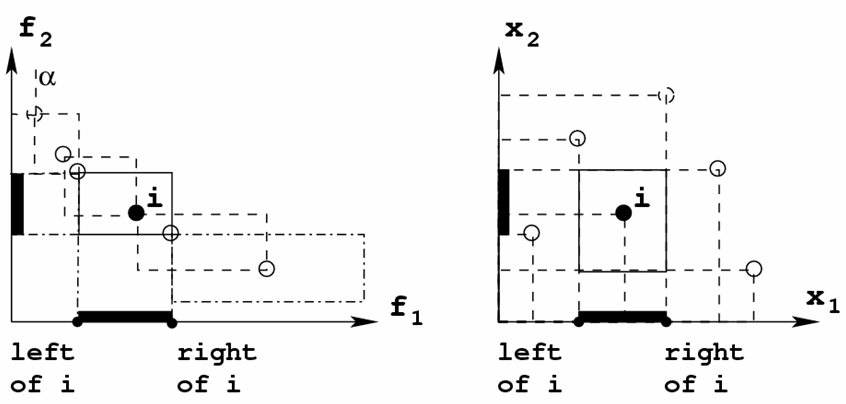 f2
α
i
f1
left of i
right of i
x2
i
x1
left of i
right of i